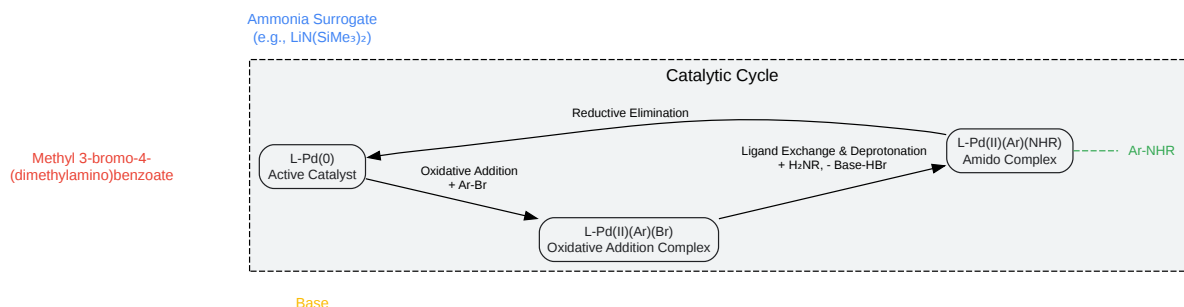 Ammonia Surrogate
(e.g., LiN(SiMe₃)₂)
Catalytic Cycle
Reductive Elimination
Methyl 3-bromo-4-
(dimethylamino)benzoate
L-Pd(0)
Active Catalyst
Oxidative Addition
+ Ar-Br
Ligand Exchange & Deprotonation
+ H₂NR, - Base-HBr
L-Pd(II)(Ar)(NHR)
Amido Complex
Ar-NHR
L-Pd(II)(Ar)(Br)
Oxidative Addition Complex
Base